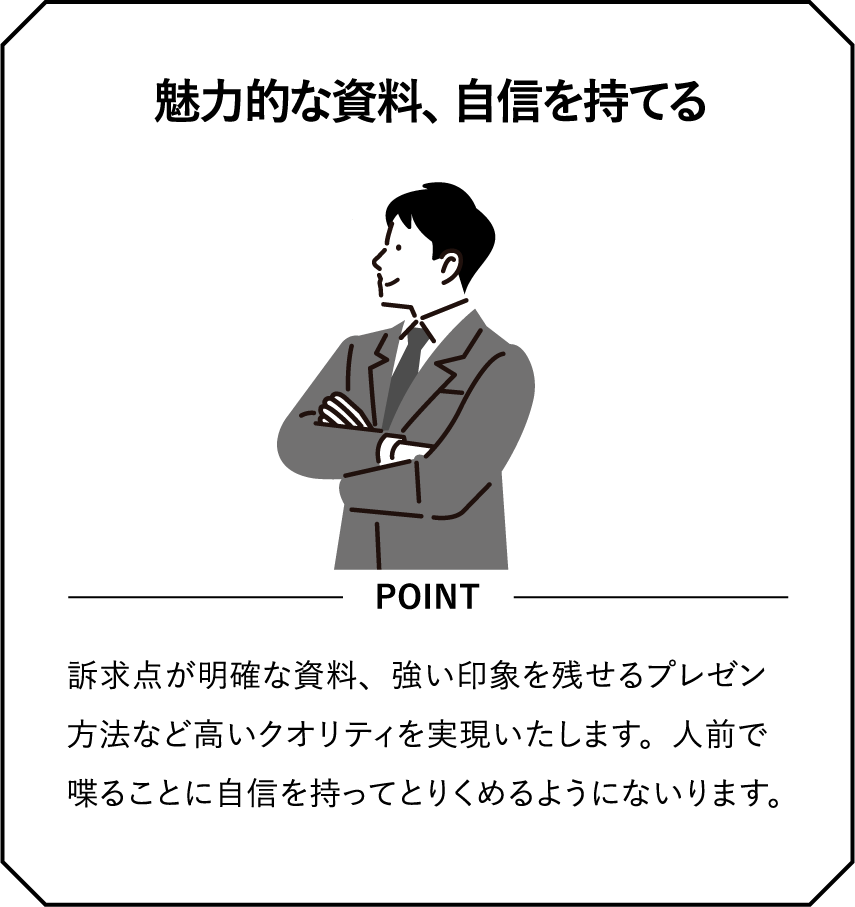 魅力的な資料、自信を持てる
POINT
訴求点が明確な資料、強い印象を残せるプレゼン
方法など高いクオリティを実現いたします。人前で
喋ることに自信を持ってとりくめるようにないります。